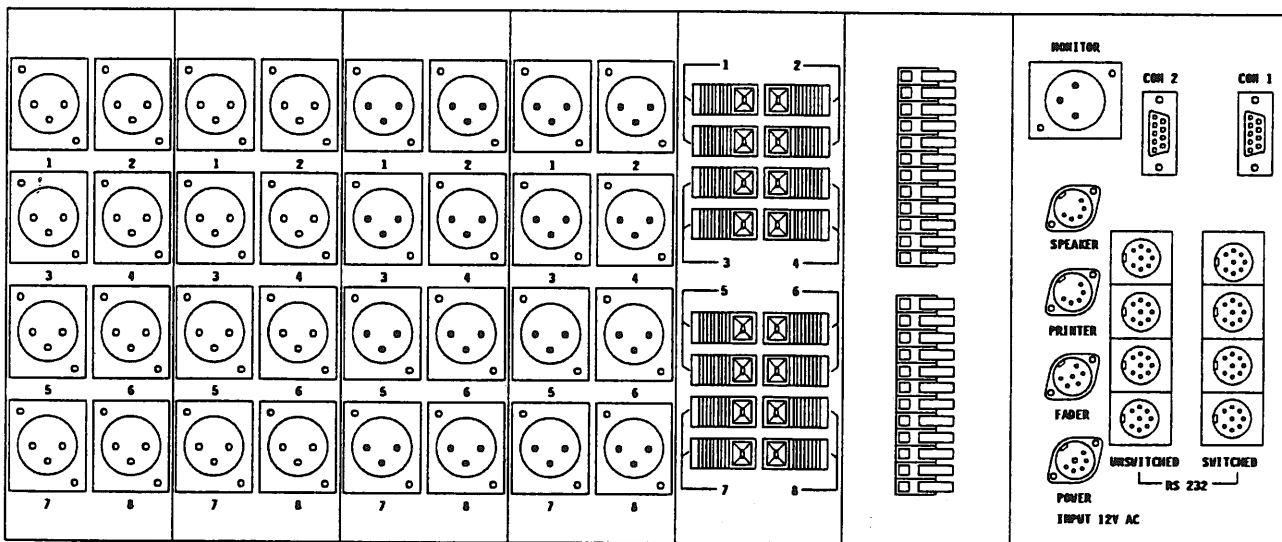 1 2 1 2 1 2 1 2
3 4 3 4 3 4 3 4
5 6 5 6 5 6 5 6
7 8 7 8 7 8 7 8
1 2
3 4
5 6
7 8
MONITOR
COM 2 COM 1
SPEAKER
PRINTER
FADER
UNSWITCHED SWITCHED
RS 232
POWER
INPUT 12V AC